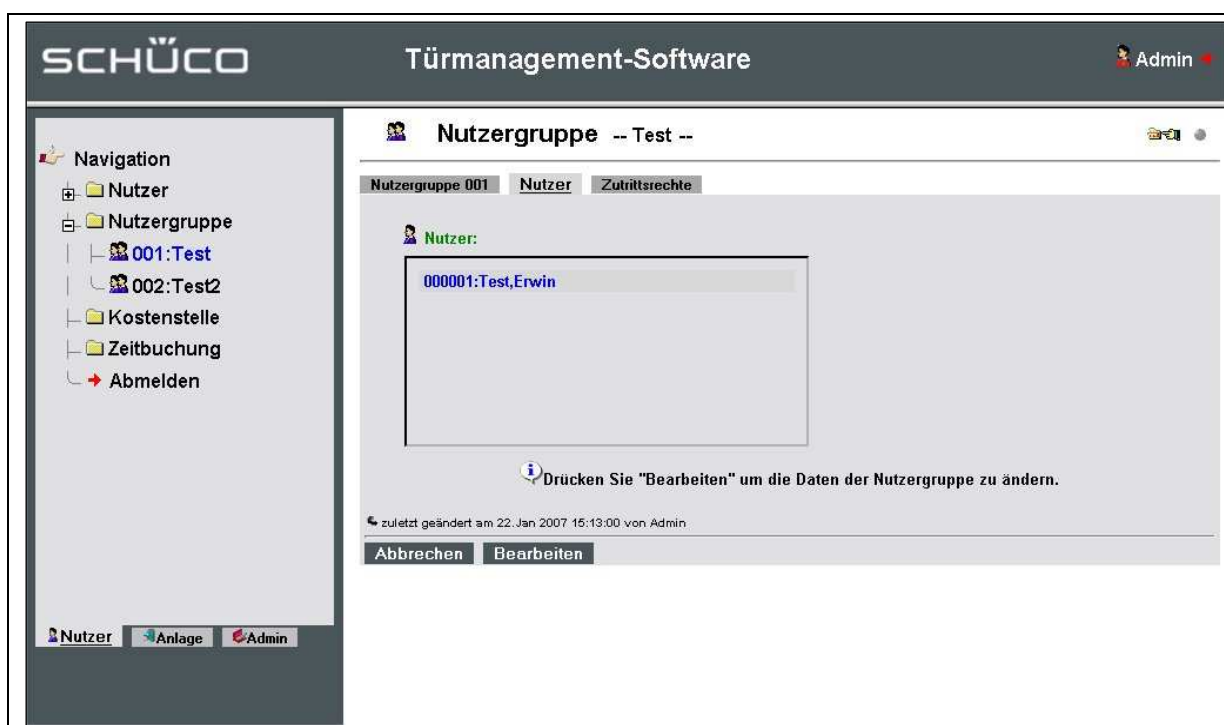 SCHÜCO
Türmanagement-Software
Admin
Navigation
Nutzer
Nutzergruppe
001:Test
002:Test2
Kostenstelle
Zeitbuchung
Abmelden
Nutzer Anlage Admin
Nutzergruppe -- Test --
Nutzergruppe 001 Nutzer Zutrittsrechte
Nutzer:
000001:Test,Erwin
Drücken Sie "Bearbeiten" um die Daten der Nutzergruppe zu ändern.
zuletzt geändert am 22.Jan 2007 15:13:00 von Admin
Abbrechen Bearbeiten